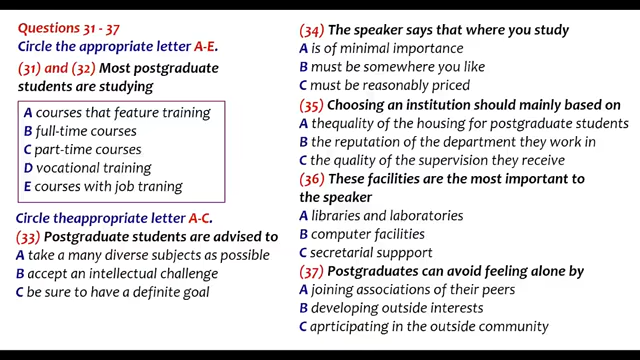 Questions 31 - 37
Circle the appropriate letter A-E.
(31) and (32) Most postgraduate
students are studying
A courses that feature training
B full-time courses
C part-time courses
D vocational training
E courses with job traning
Circle theappropriate letter A-C.
(33) Postgraduate students are advised to
A take a many diverse subjects as possible
B accept an intellectual challenge
C be sure to have a definite goal
(34) The speaker says that where you study
A is of minimal importance
B must be somewhere you like
C must be reasonably priced
(35) Choosing an institution should mainly based on
A thequality of the housing for postgraduate students
B the reputation of the department they work in
C the quality of the supervision they receive
(36) These facilities are the most important to
the speaker
A libraries and laboratories
B computer facilities
C secretarial suppport
(37) Postgraduates can avoid feeling alone by
A joining associations of their peers
B developing outside interests
C aprticipating in the outside community